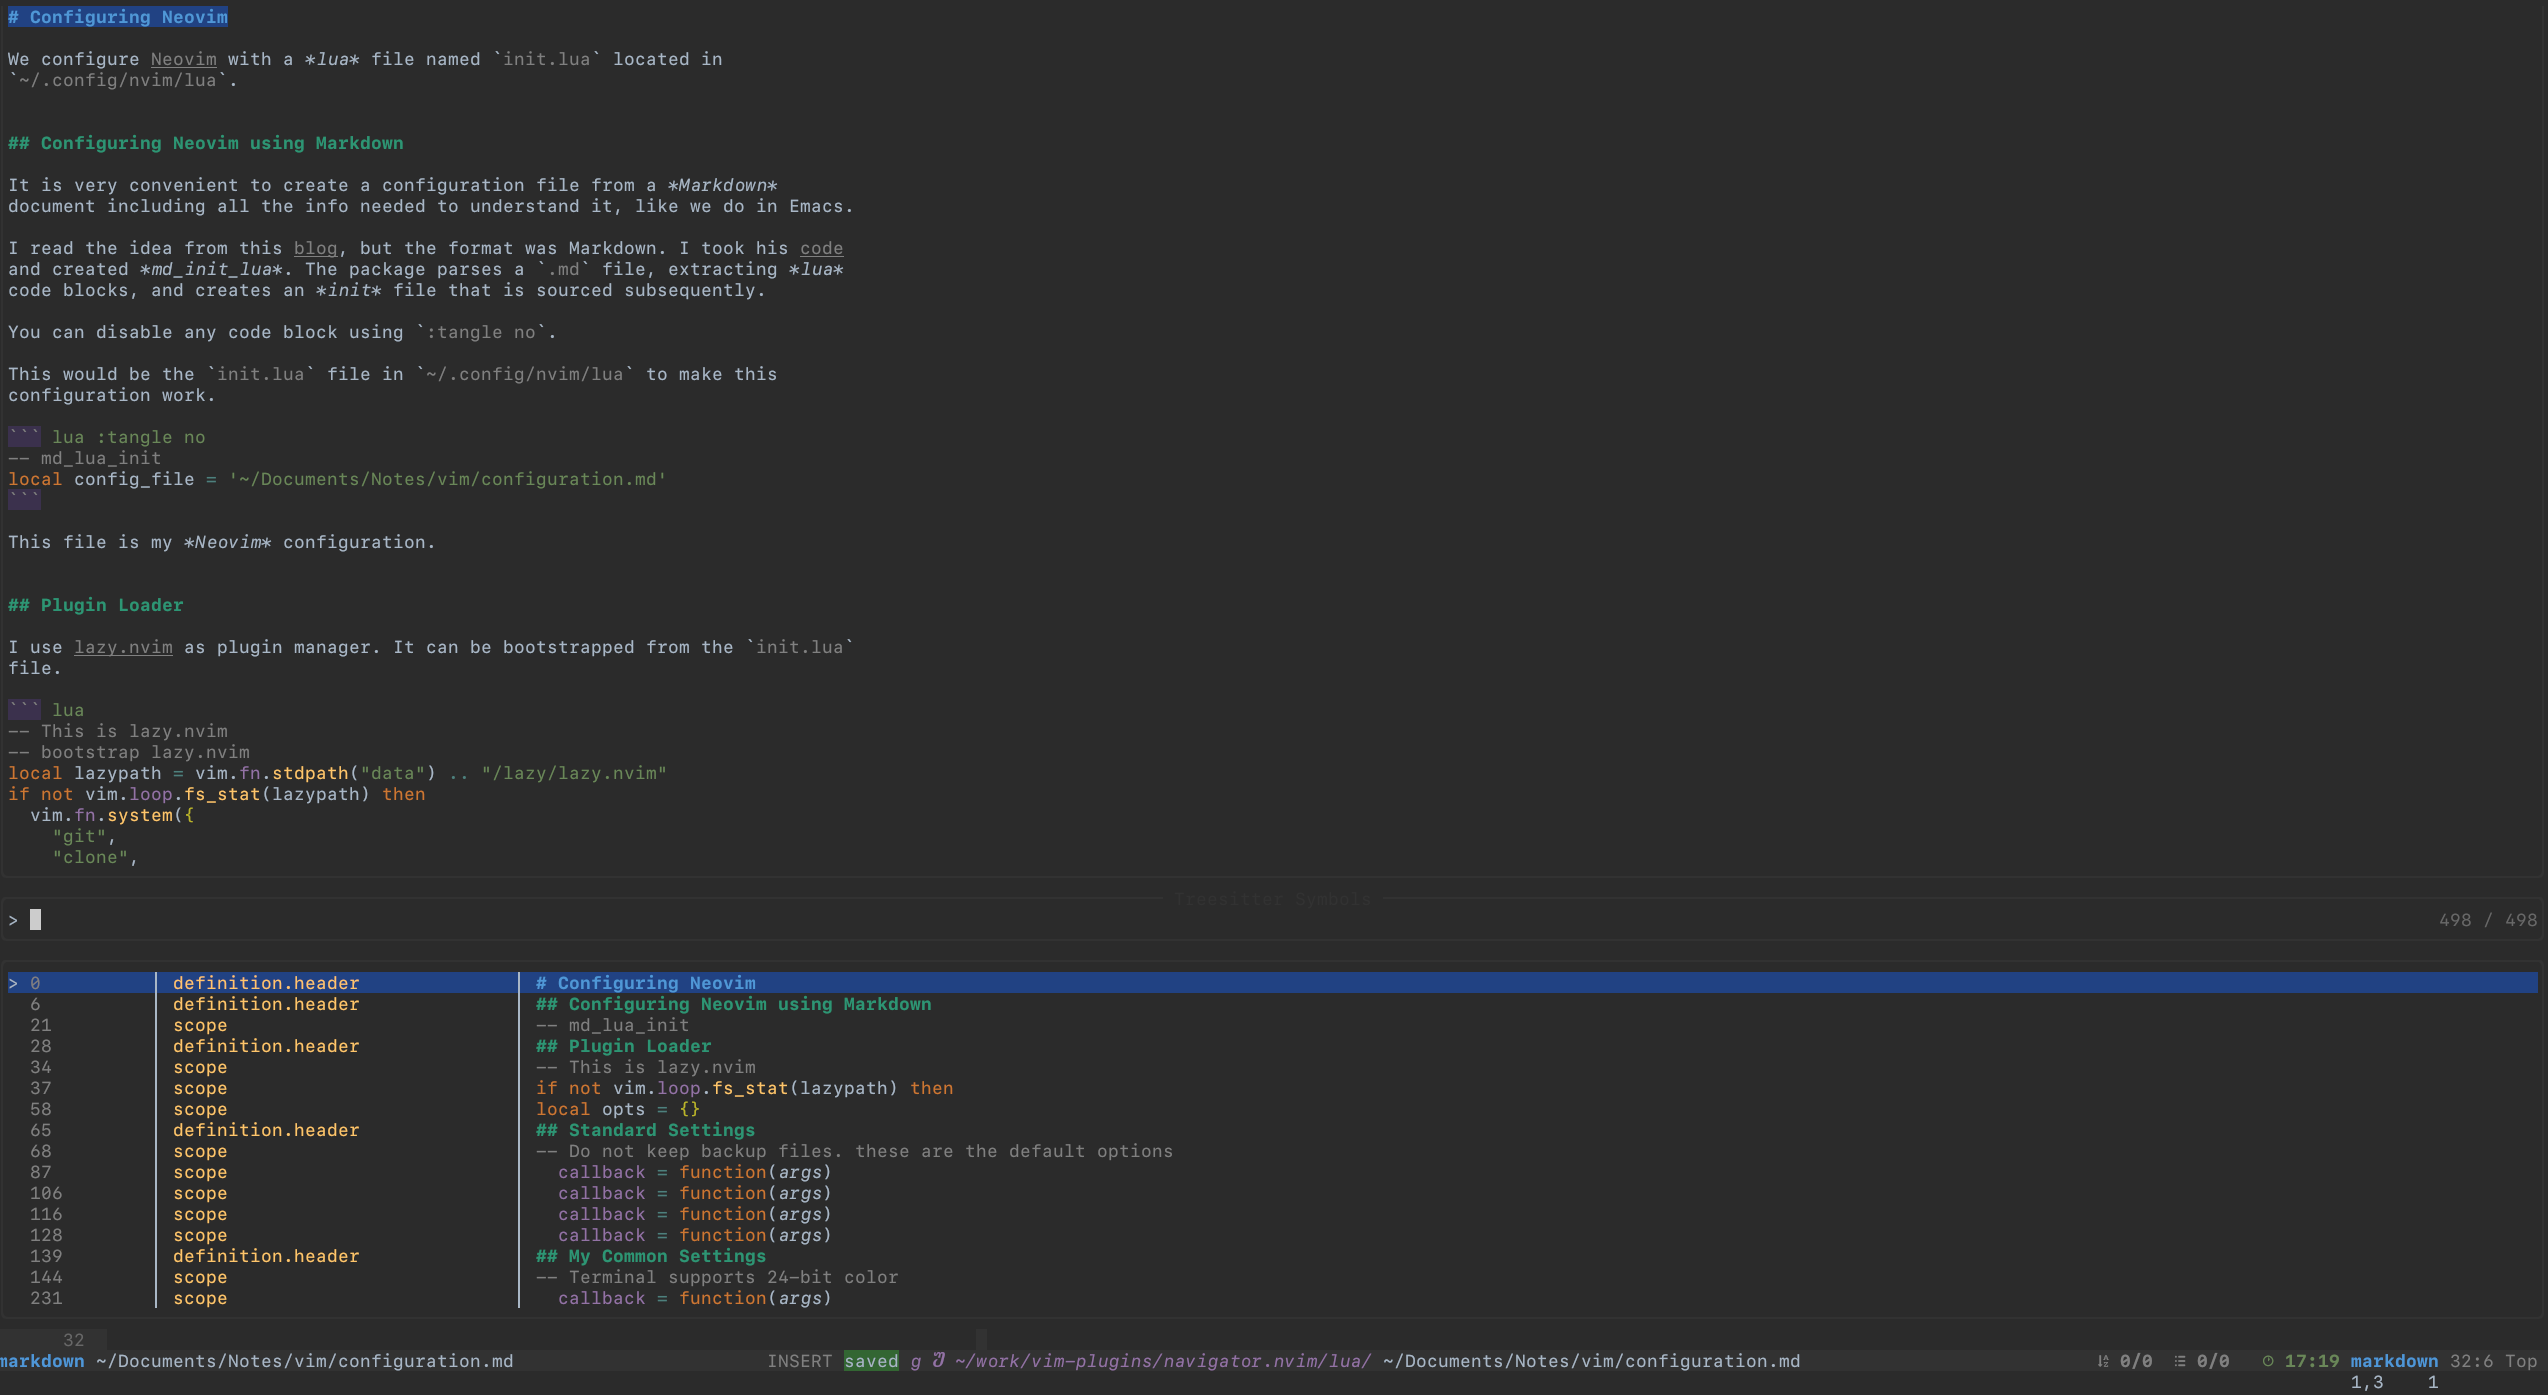 # Configuring Neovim
We configure Neovim with a *lua* file named `init.lua` located in
`~/.config/nvim/lua`.
## Configuring Neovim using Markdown
It is very convenient to create a configuration file from a *Markdown*
document including all the info needed to understand it, like we do in Emacs.
I read the idea from this blog, but the format was Markdown. I took his code
and created *md_init_lua*. The package parses a `.md` file, extracting *lua*
code blocks, and creates an *init* file that is sourced subsequently.
You can disable any code block using `:tangle no`.
This would be the `init.lua` file in `~/.config/nvim/lua` to make this
configuration work.
``` lua :tangle no
-- md_lua_init
local config_file = '~/Documents/Notes/vim/configuration.md'
```
This file is my *Neovim* configuration.
## Plugin Loader
I use lazy.nvim as plugin manager. It can be bootstrapped from the `init.lua`
file.
``` lua
-- This is lazy.nvim
-- bootstrap lazy.nvim
local lazypath = vim.fn.stdpath("data") .. "/lazy/lazy.nvim"
if not vim.loop.fs_stat(lazypath) then
  vim.fn.system({
    "git",
    "clone",
Treesitter Symbols
> 498 / 498
> 0 definition.header # Configuring Neovim
6 definition.header ## Configuring Neovim using Markdown
21 scope -- md_lua_init
28 definition.header ## Plugin Loader
34 scope -- This is lazy.nvim
37 scope if not vim.loop.fs_stat(lazypath) then
58 scope local opts = {}
65 definition.header ## Standard Settings
68 scope -- Do not keep backup files. these are the default options
87 scope callback = function(args)
106 scope callback = function(args)
116 scope callback = function(args)
128 scope callback = function(args)
139 definition.header ## My Common Settings
144 scope -- Terminal supports 24-bit color
231 scope callback = function(args)
32
markdown ~/Documents/Notes/vim/configuration.md INSERT saved g ~/work/vim-plugins/navigator.nvim/lua/ ~/Documents/Notes/vim/configuration.md 0/0 0/0 17:19 markdown 32:6 Top
1,3 1